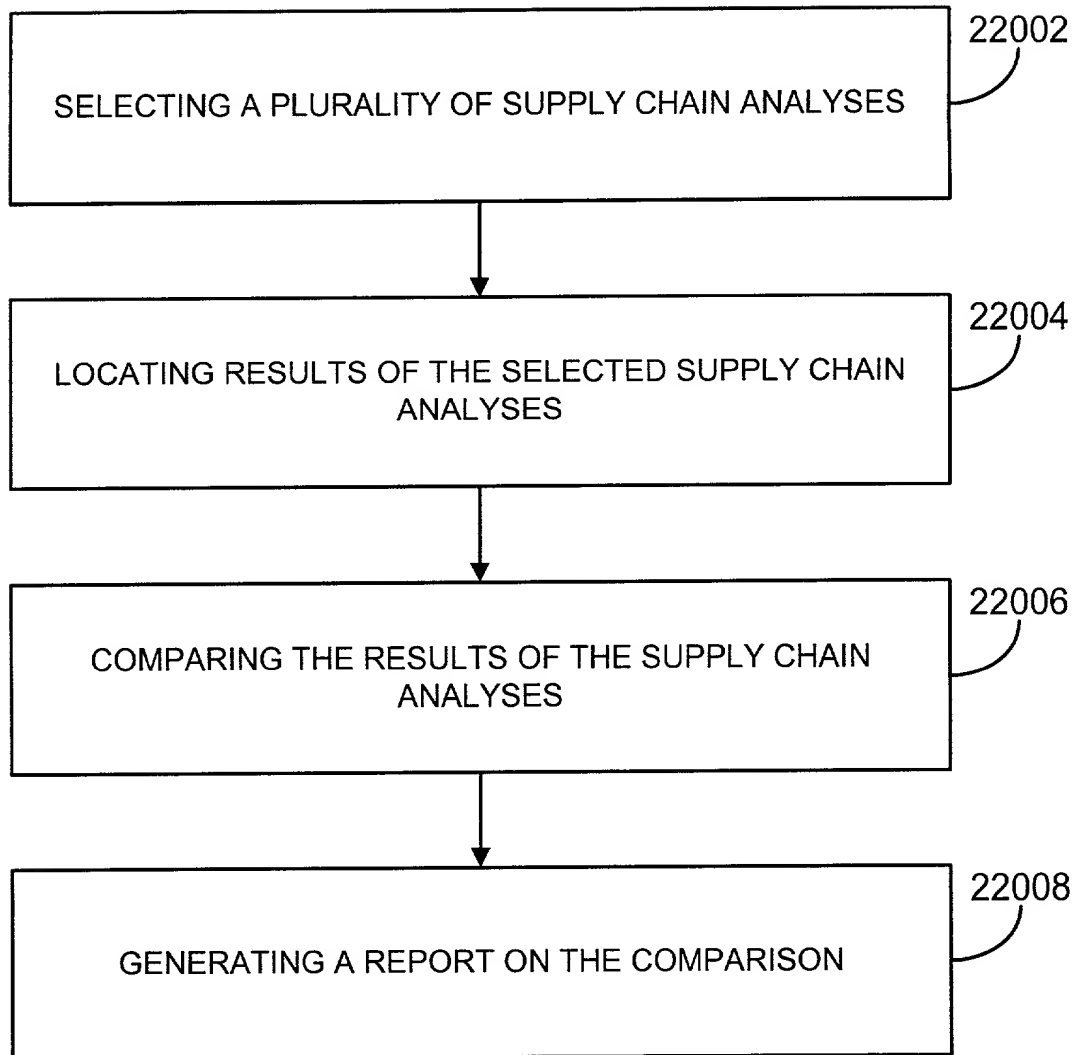 22002
SELECTING A PLURALITY OF SUPPLY CHAIN ANALYSES
22004
LOCATING RESULTS OF THE SELECTED SUPPLY CHAIN
ANALYSES
22006
COMPARING THE RESULTS OF THE SUPPLY CHAIN
ANALYSES
22008
GENERATING A REPORT ON THE COMPARISON